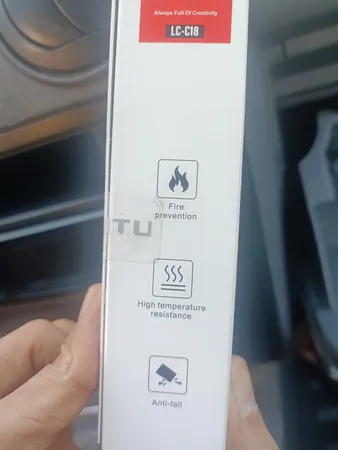 Always Full Of Creativity
LC-C18
Fire
prevention
TU
High temperature
resistance
Anti-fall